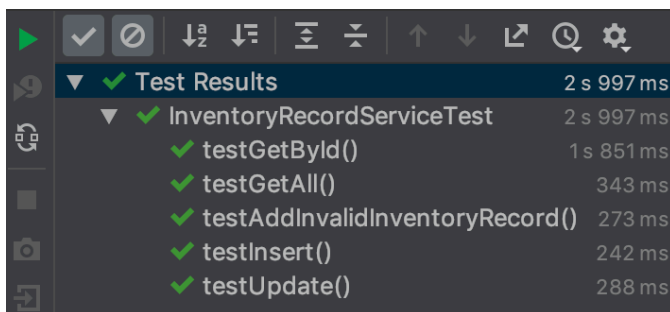 Test Results 2 s 997 ms
InventoryRecordServiceTest 2 s 997 ms
testGetById() 1 s 851 ms
testGetAll() 343 ms
testAddInvalidInventoryRecord() 273 ms
testInsert() 242 ms
testUpdate() 288 ms